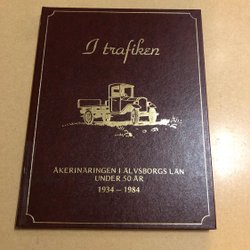 I trafiken
ÅKERINÄRINGEN I ÄLVSBORGS LÄN
UNDER 50 ÅR
1934 - 1984